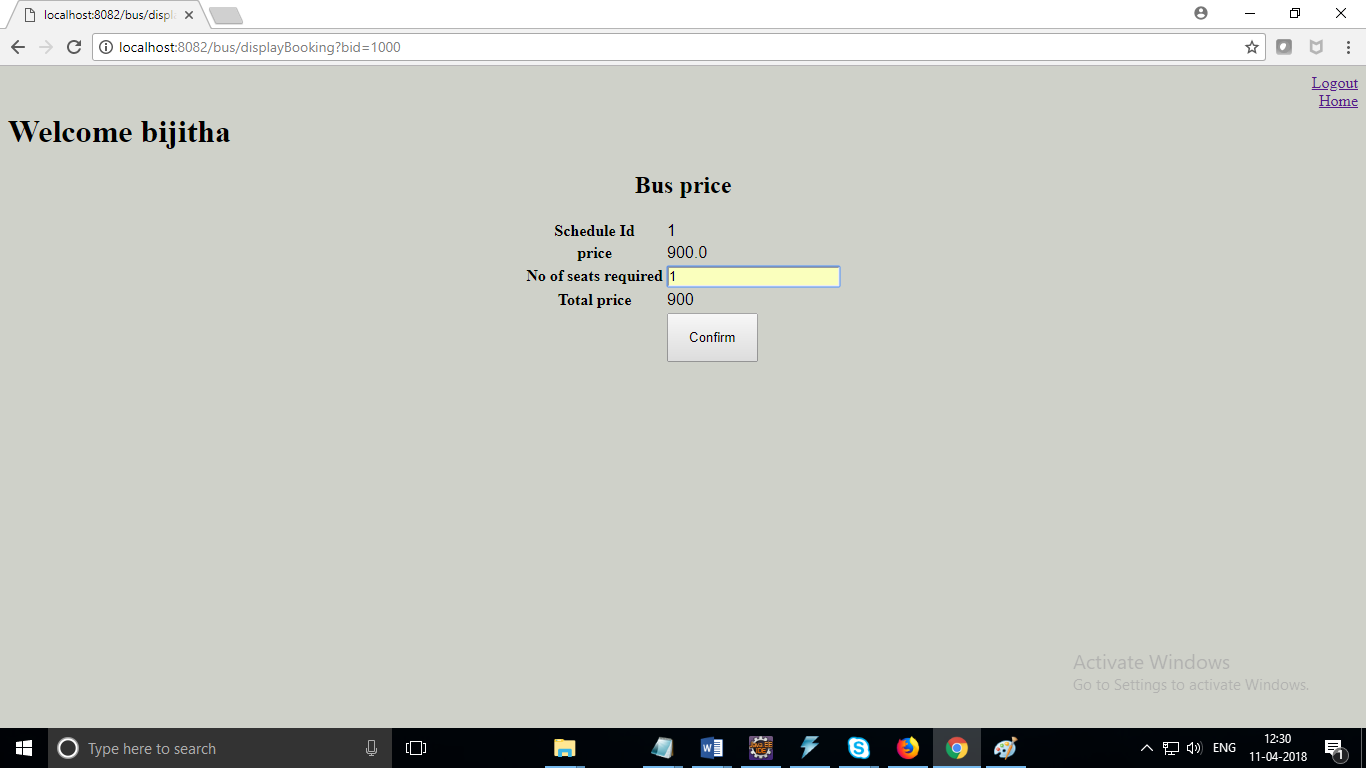 localhost:8082/bus/displ
localhost:8082/bus/displayBooking?bid=1000
Logout
Home
Welcome bijitha
Bus price
Schedule Id 1
price 900.0
No of seats required 1
Total price 900
Confirm
Activate Windows
Go to Settings to activate Windows.
Type here to search
ENG
12:30
11-04-2018
1